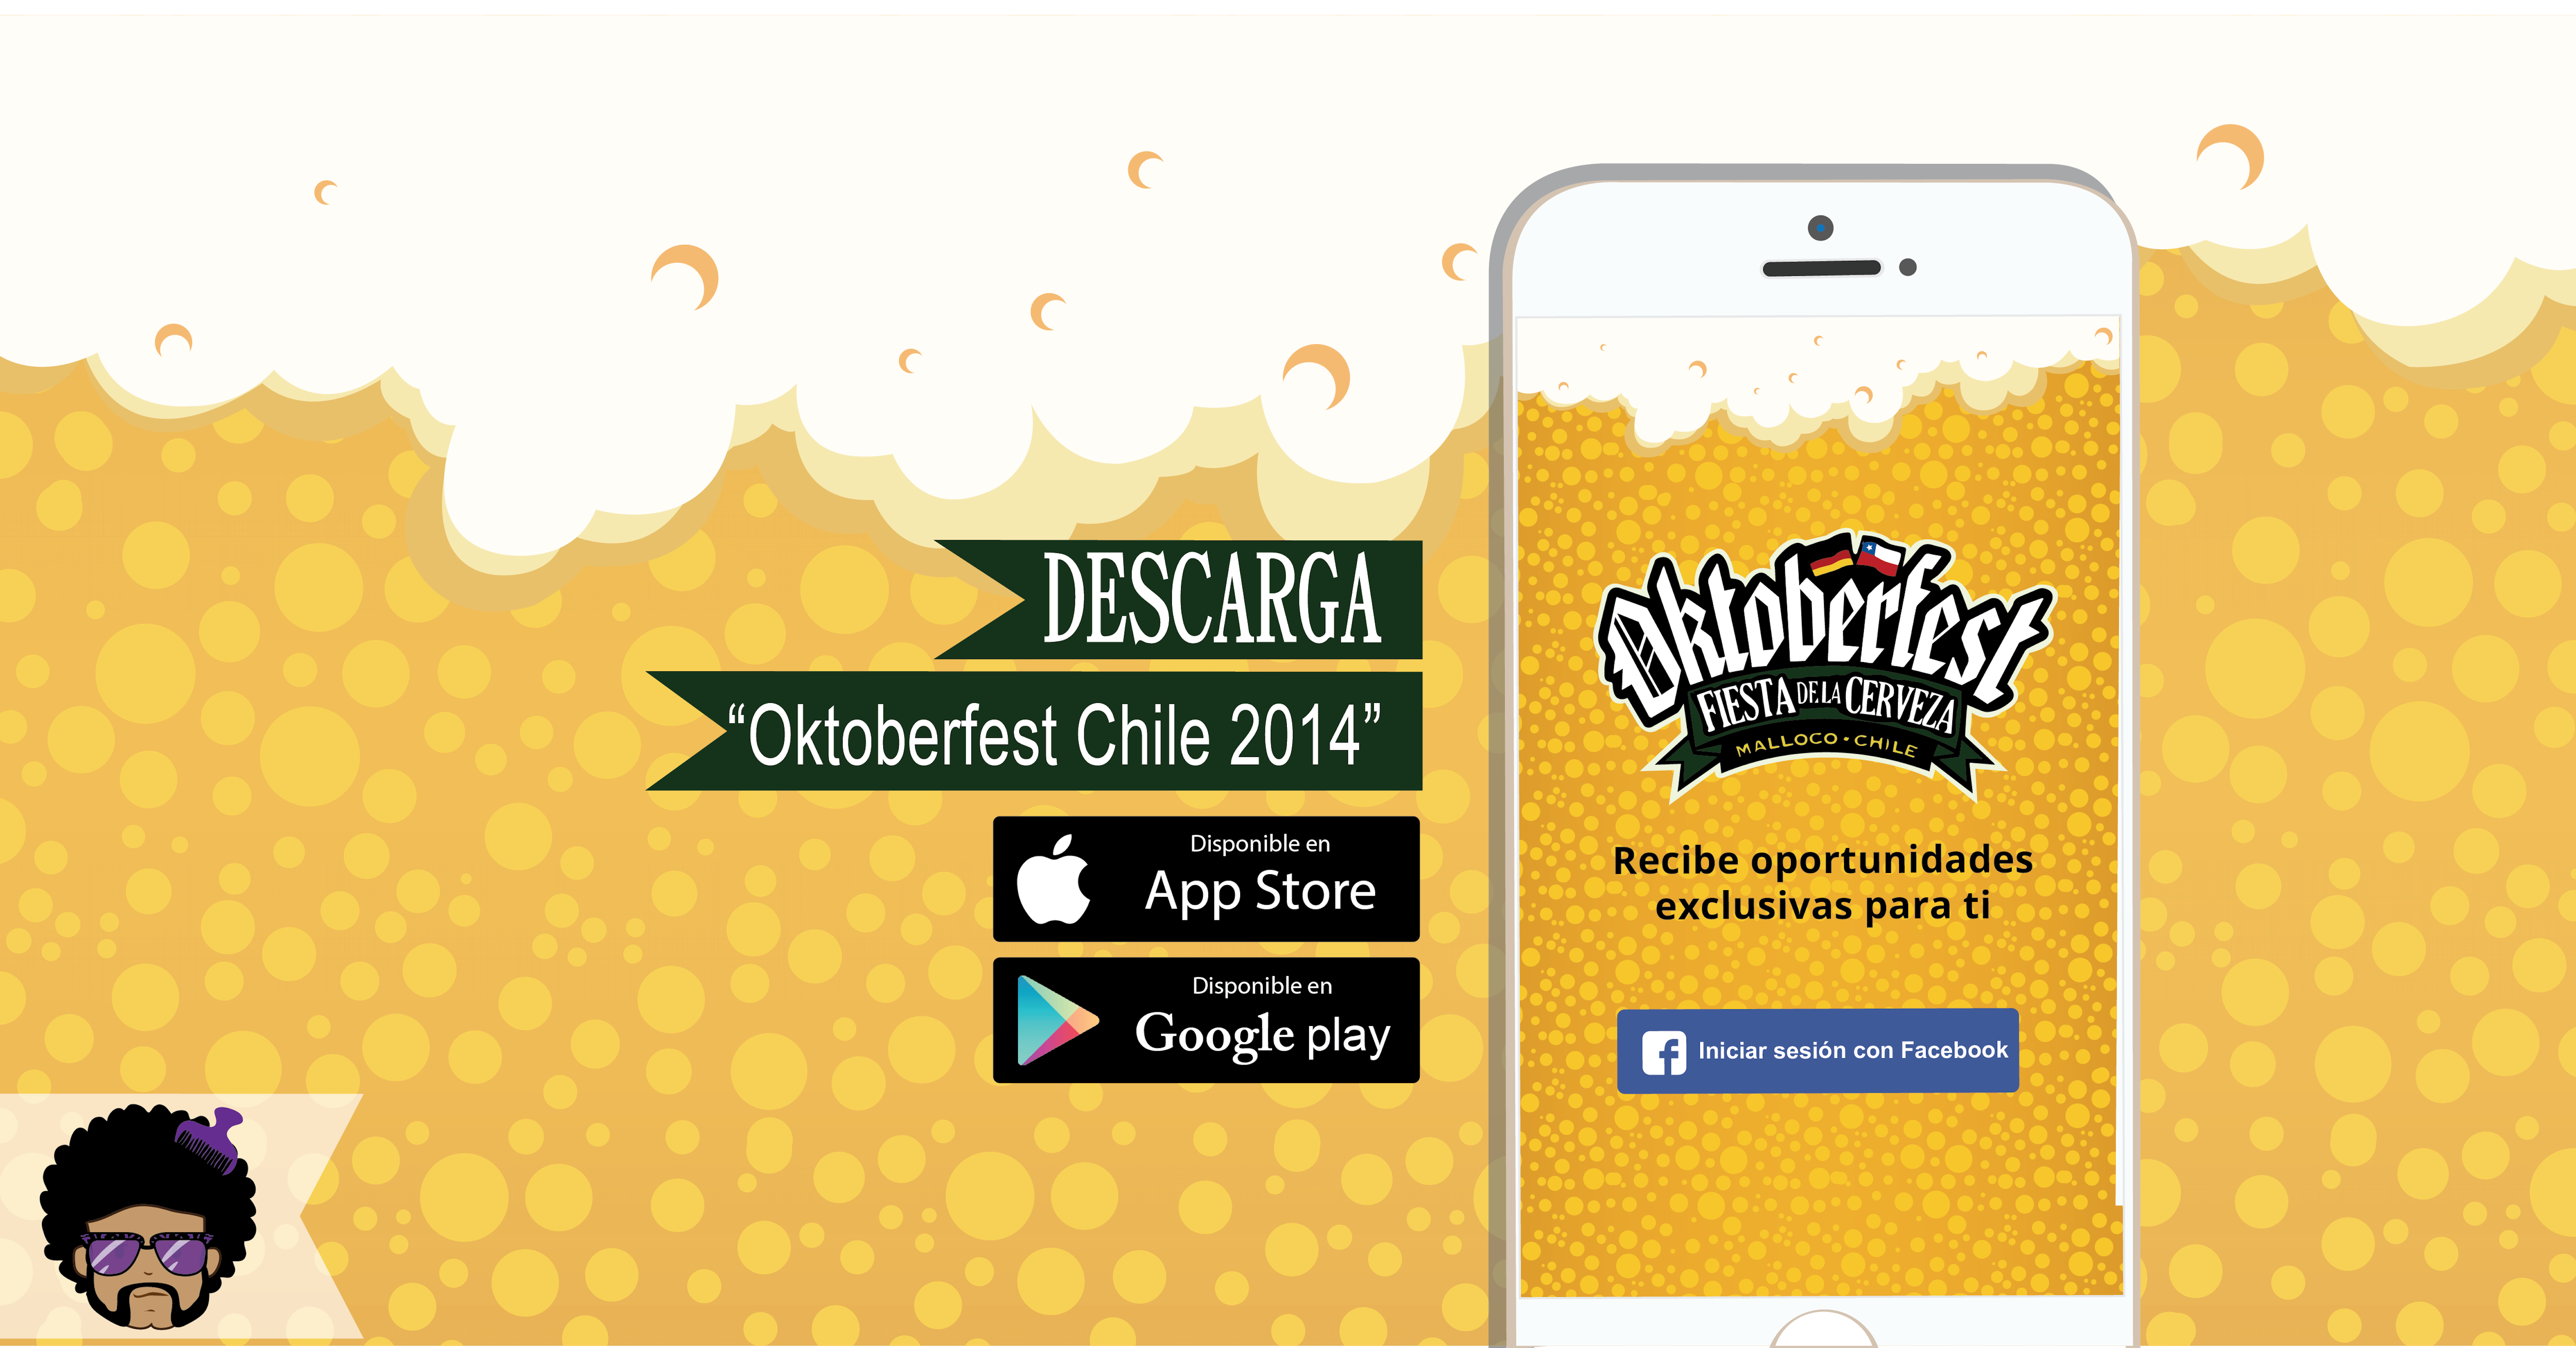 DESCARGA
“Oktoberfest Chile 2014”
Disponible en
App Store
Disponible en
Google play
Oktoberfest
FIESTA DE LA CERVEZA
MALLOCO · CHILE
Recibe oportunidades
exclusivas para ti
Iniciar sesión con Facebook